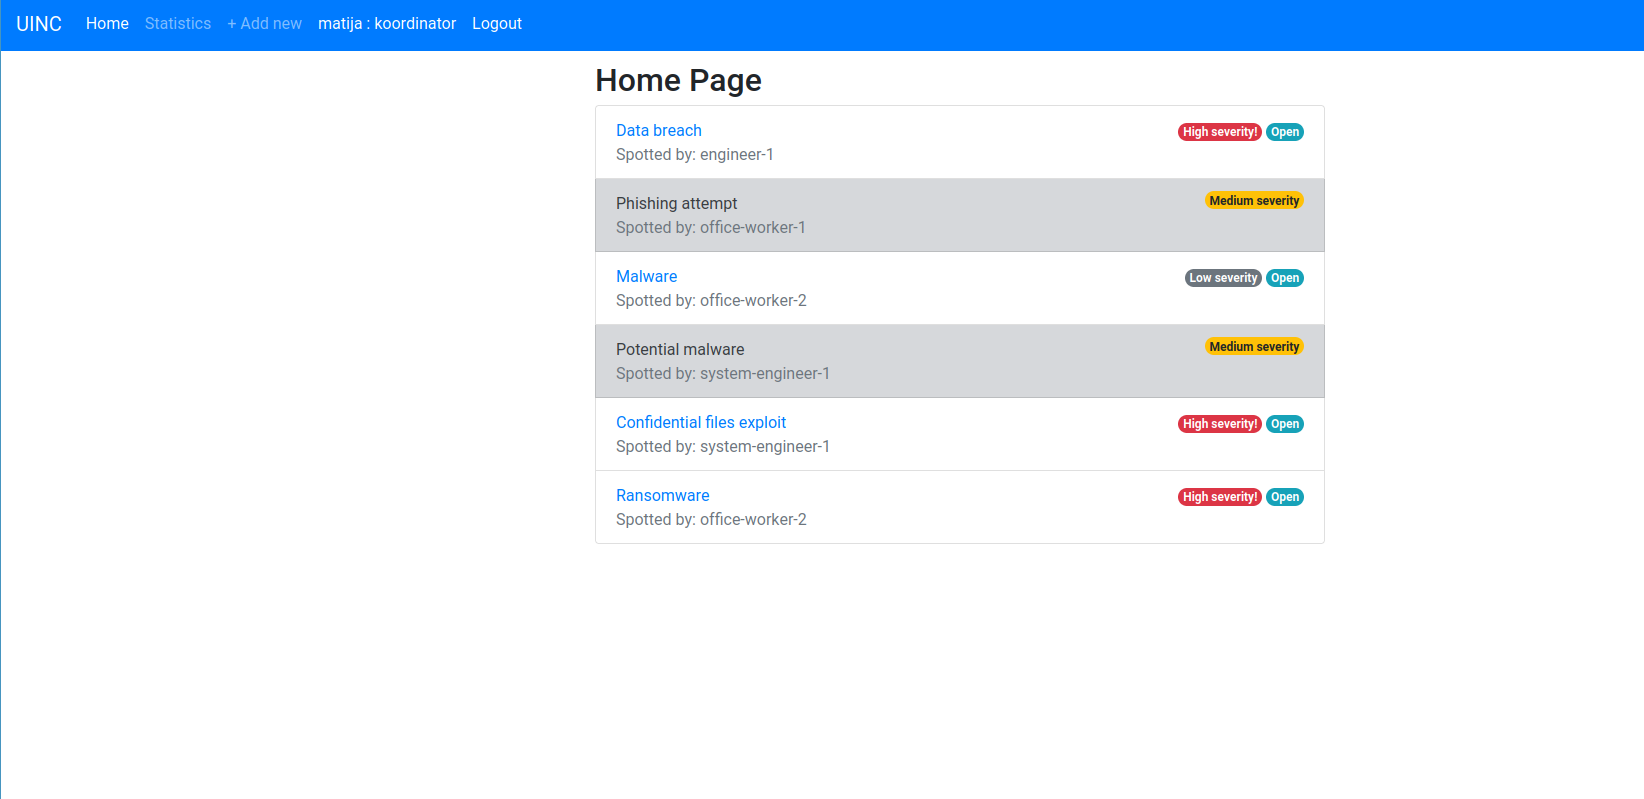 UINC Home Statistics + Add new matija : koordinator Logout
Home Page
Data breach High severity! Open
Spotted by: engineer-1
Phishing attempt Medium severity
Spotted by: office-worker-1
Malware Low severity Open
Spotted by: office-worker-2
Potential malware Medium severity
Spotted by: system-engineer-1
Confidential files exploit High severity! Open
Spotted by: system-engineer-1
Ransomware High severity! Open
Spotted by: office-worker-2